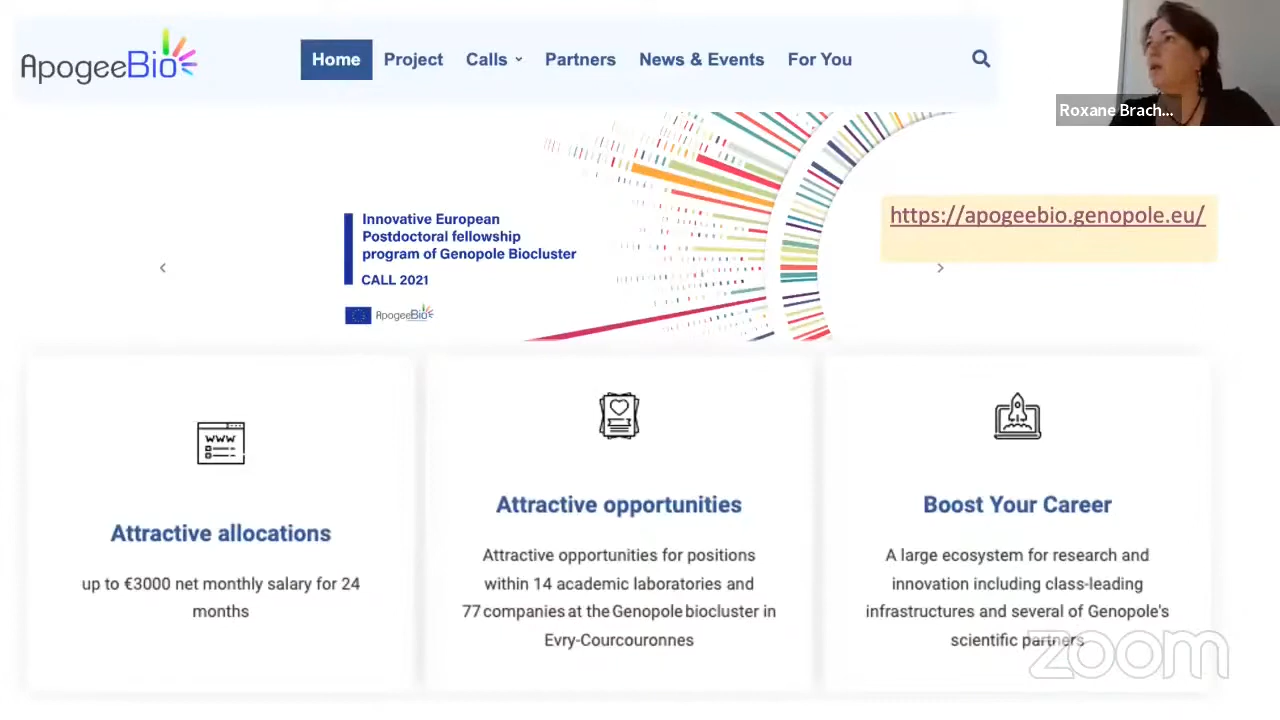 ApogeeBio
Home Project Calls Partners News & Events For You
Roxane Brach...
Innovative European
Postdoctoral fellowship
program of Genopole Biocluster
CALL 2021
ApogeeBio
https://apogeebio.genopole.eu/
www
Attractive allocations
up to €3000 net monthly salary for 24
months
Attractive opportunities
Attractive opportunities for positions
within 14 academic laboratories and
77 companies at the Genopole biocluster in
Evry-Courcouronnes
Boost Your Career
A large ecosystem for research and
innovation including class-leading
infrastructures and several of Genopole's
scientific partners
zoom